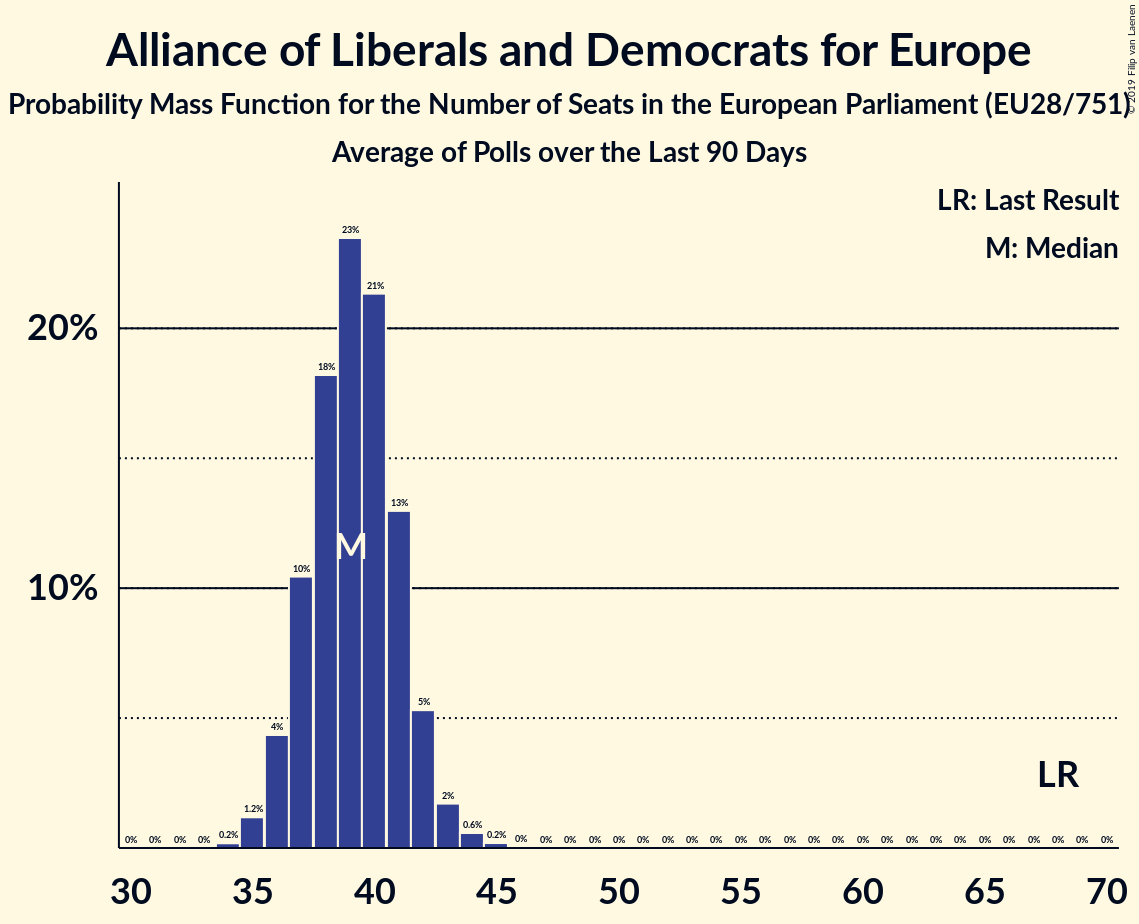 Alliance of Liberals and Democrats for Europe
Probability Mass Function for the Number of Seats in the European Parliament (EU28/751)
Average of Polls over the Last 90 Days
© 2019 Filip van Laenen
LR: Last Result
M: Median
20%
10%
0% 0% 0% 0% 0.2% 1.2% 4% 10% 18% 23% 21% 13% 5% 2% 0.6% 0.2% 0% 0% 0% 0% 0% 0% 0% 0% 0% 0% 0% 0% 0% 0% 0% 0% 0% 0% 0% 0% 0% 0% 0% 0% 0%
M
LR
30 35 40 45 50 55 60 65 70